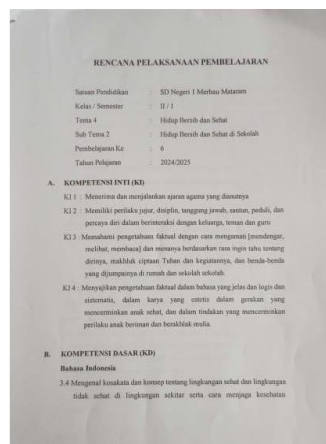 RENCANA PELAKSANAAN PEMBELAJARAN
Satuan Pendidikan : SD Negeri 1 Merbau Mataram
Kelas / Semester : II / 1
Tema 4 : Hidup Bersih dan Sehat
Sub Tema 2 : Hidup Bersih dan Sehat di Sekolah
Pembelajaran Ke : 6
Tahun Pelajaran : 2024/2025
A. KOMPETENSI INTI (KI)
KI 1 : Menerima dan menjalankan ajaran agama yang dianutnya
KI 2 : Memiliki perilaku jujur, disiplin, tanggung jawab, santun, peduli, dan
percaya diri dalam berinteraksi dengan keluarga, teman dan guru
KI 3 : Memahami pengetahuan faktual dengan cara mengamati [mendengar,
melihat, membaca] dan menanya berdasarkan rasa ingin tahu tentang
dirinya, makhluk ciptaan Tuhan dan kegiatannya, dan benda-benda
yang dijumpainya di rumah dan sekolah sekolah.
KI 4 : Menyajikan pengetahuan faktual dalam bahasa yang jelas dan logis dan
sistematis, dalam karya yang estetis dalam gerakan yang
mencerminkan anak sehat, dan dalam tindakan yang mencerminkan
perilaku anak beriman dan berakhlak mulia.
B. KOMPETENSI DASAR (KD)
Bahasa Indonesia
3.4 Mengenal kosakata dan konsep tentang lingkungan sehat dan lingkungan
tidak sehat di lingkungan sekitar serta cara menjaga kesehatan